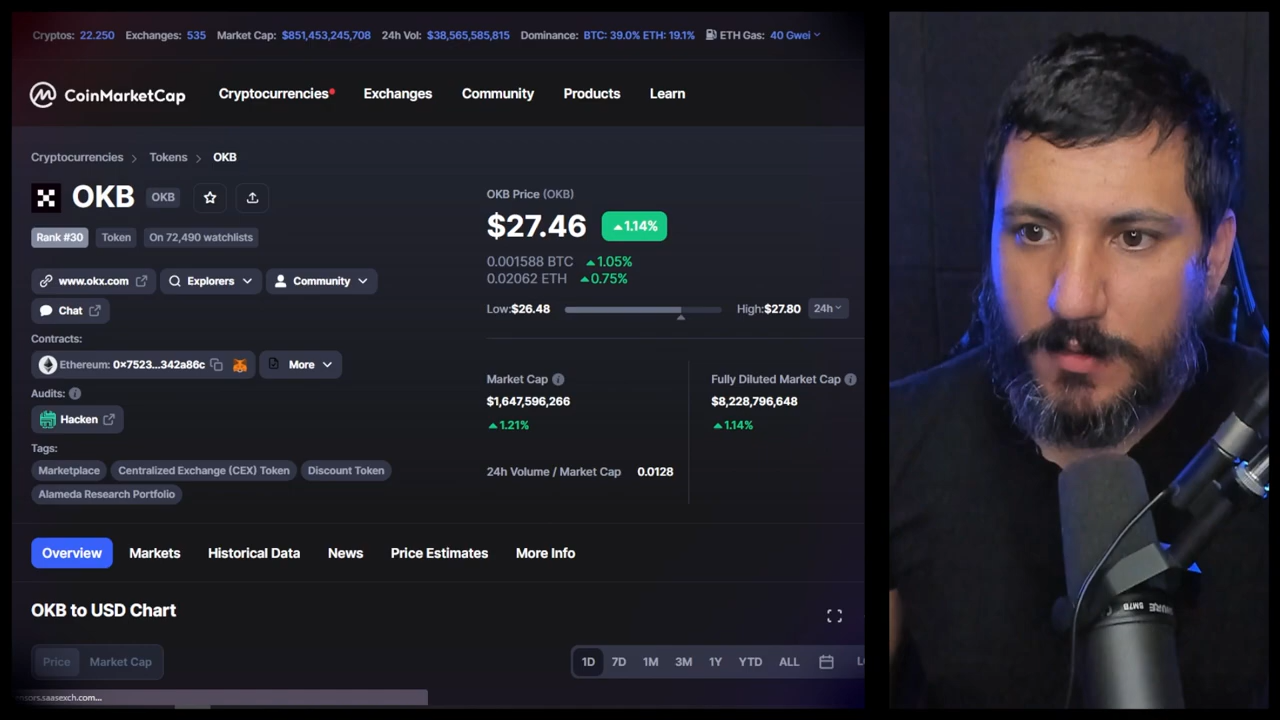 Cryptos: 22.250 Exchanges: 535 Market Cap: $851,453,245,708 24h Vol: $38,565,585,815 Dominance: BTC: 39.0% ETH: 19.1% ETH Gas: 40 Gwei
CoinMarketCap Cryptocurrencies Exchanges Community Products Learn
Cryptocurrencies > Tokens > OKB
OKB OKB
Rank #30 Token On 72,490 watchlists
www.okx.com Explorers Community
Chat
Contracts:
Ethereum: 0x7523...342a86c More
Audits:
Hacken
Tags:
Marketplace Centralized Exchange (CEX) Token Discount Token
Alameda Research Portfolio
OKB Price (OKB)
$27.46 1.14%
0.001588 BTC 1.05%
0.02062 ETH 0.75%
Low:$26.48 High:$27.80 24h
Market Cap
$1,647,596,266
1.21%
Fully Diluted Market Cap
$8,228,796,648
1.14%
24h Volume / Market Cap 0.0128
Overview Markets Historical Data News Price Estimates More Info
OKB to USD Chart
Price Market Cap
1D 7D 1M 3M 1Y YTD ALL
nsors.saasexch.com...
SHURE SM7B